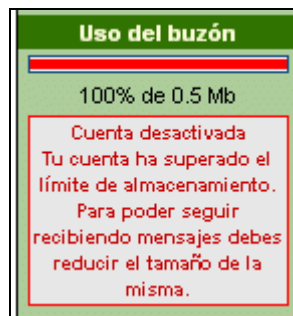 Uso del buzón
100% de 0.5 Mb
Cuenta desactivada
Tu cuenta ha superado el
límite de almacenamiento.
Para poder seguir
recibiendo mensajes debes
reducir el tamaño de la
misma.